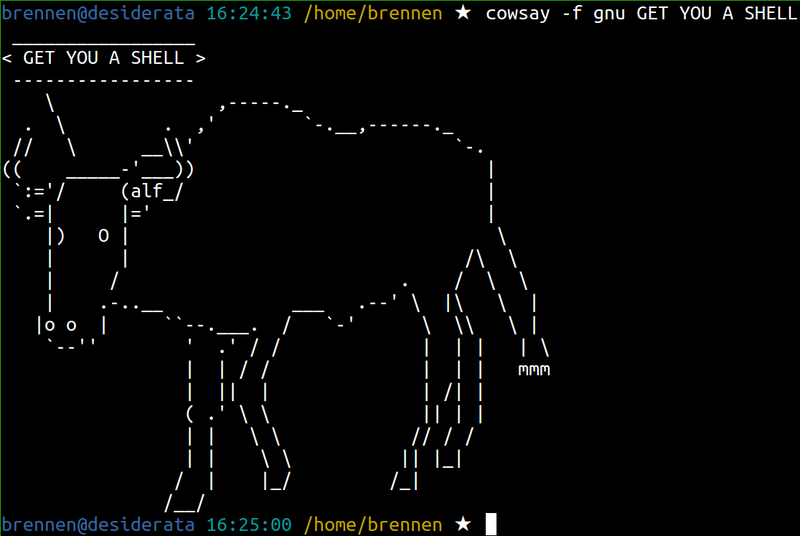 brennen@desiderata 16:24:43 /home/brennen ★ cowsay -f gnu GET YOU A SHELL
< GET YOU A SHELL >
(alf_/
O
o o
mmm
brennen@desiderata 16:25:00 /home/brennen ★